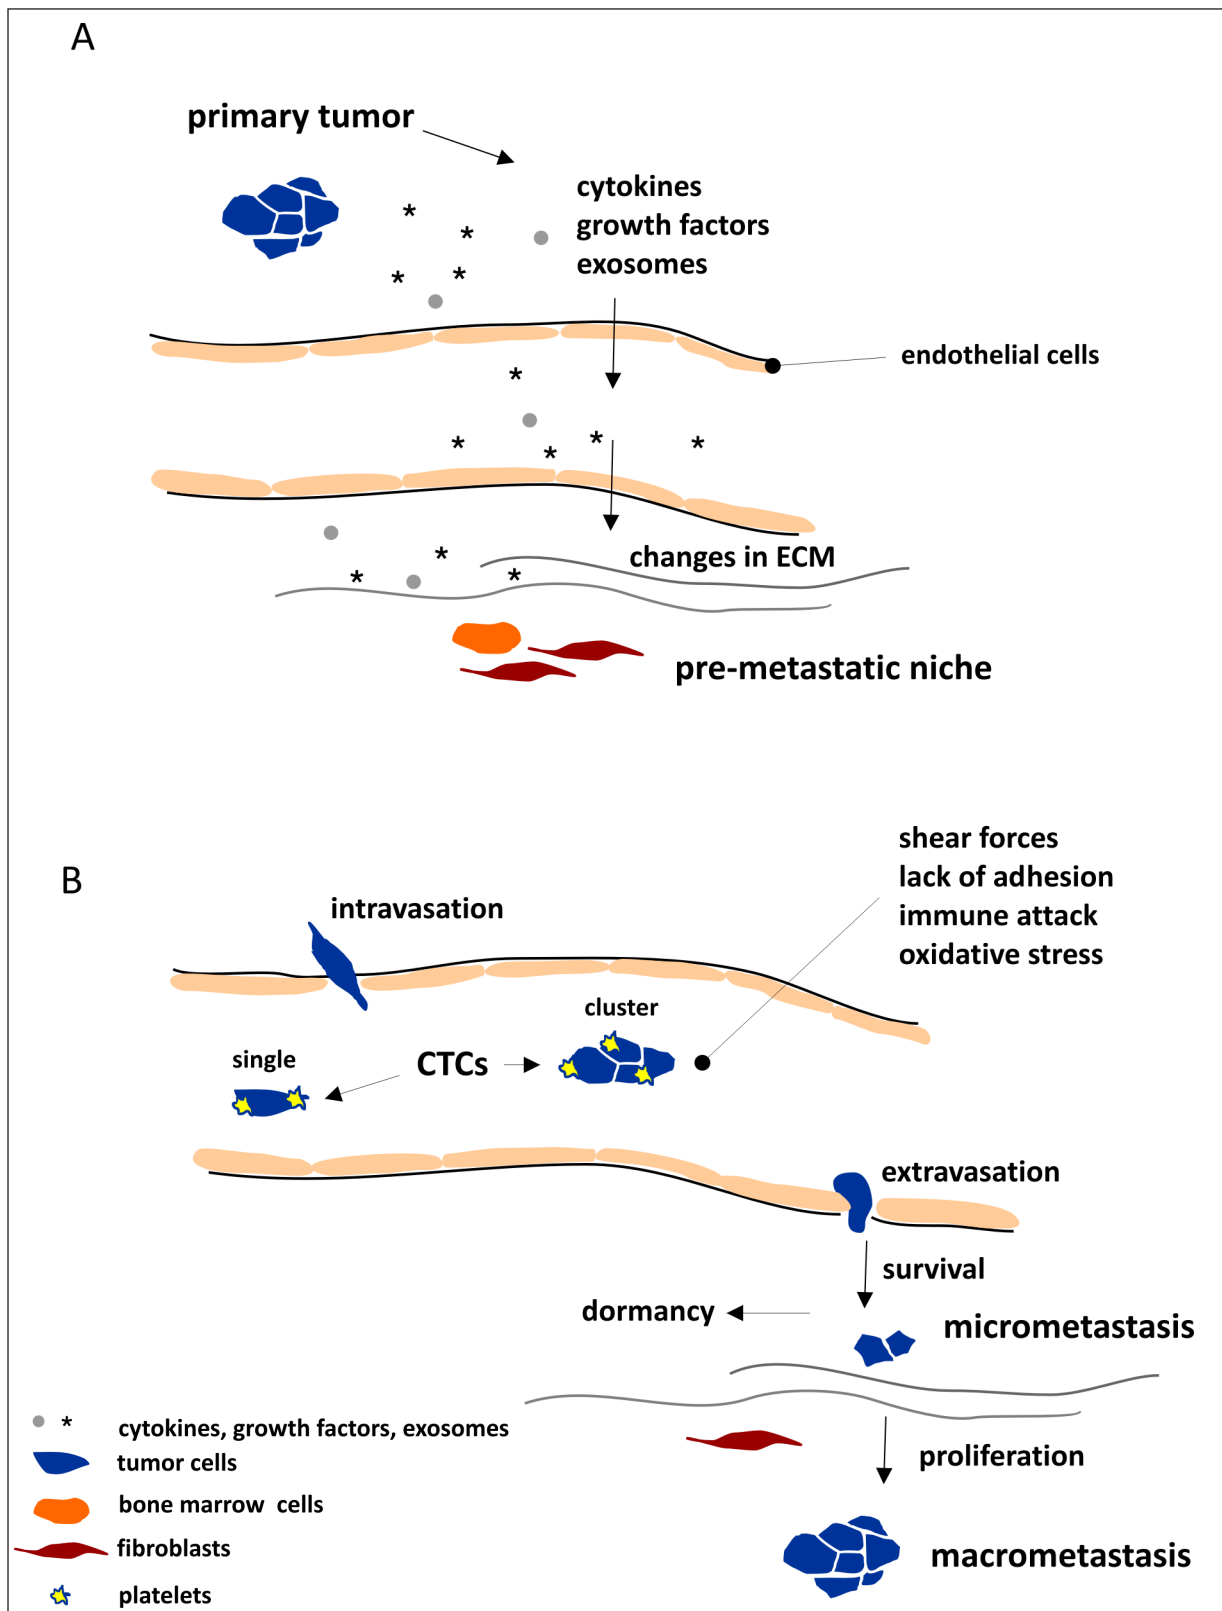 A
primary tumor
cytokines
growth factors
exosomes
endothelial cells
changes in ECM
pre-metastatic niche
B
shear forces
lack of adhesion
immune attack
oxidative stress
intravasation
cluster
single
CTCs
extravasation
survival
dormancy
micrometastasis
proliferation
macrometastasis
* cytokines, growth factors, exosomes
tumor cells
bone marrow cells
fibroblasts
platelets